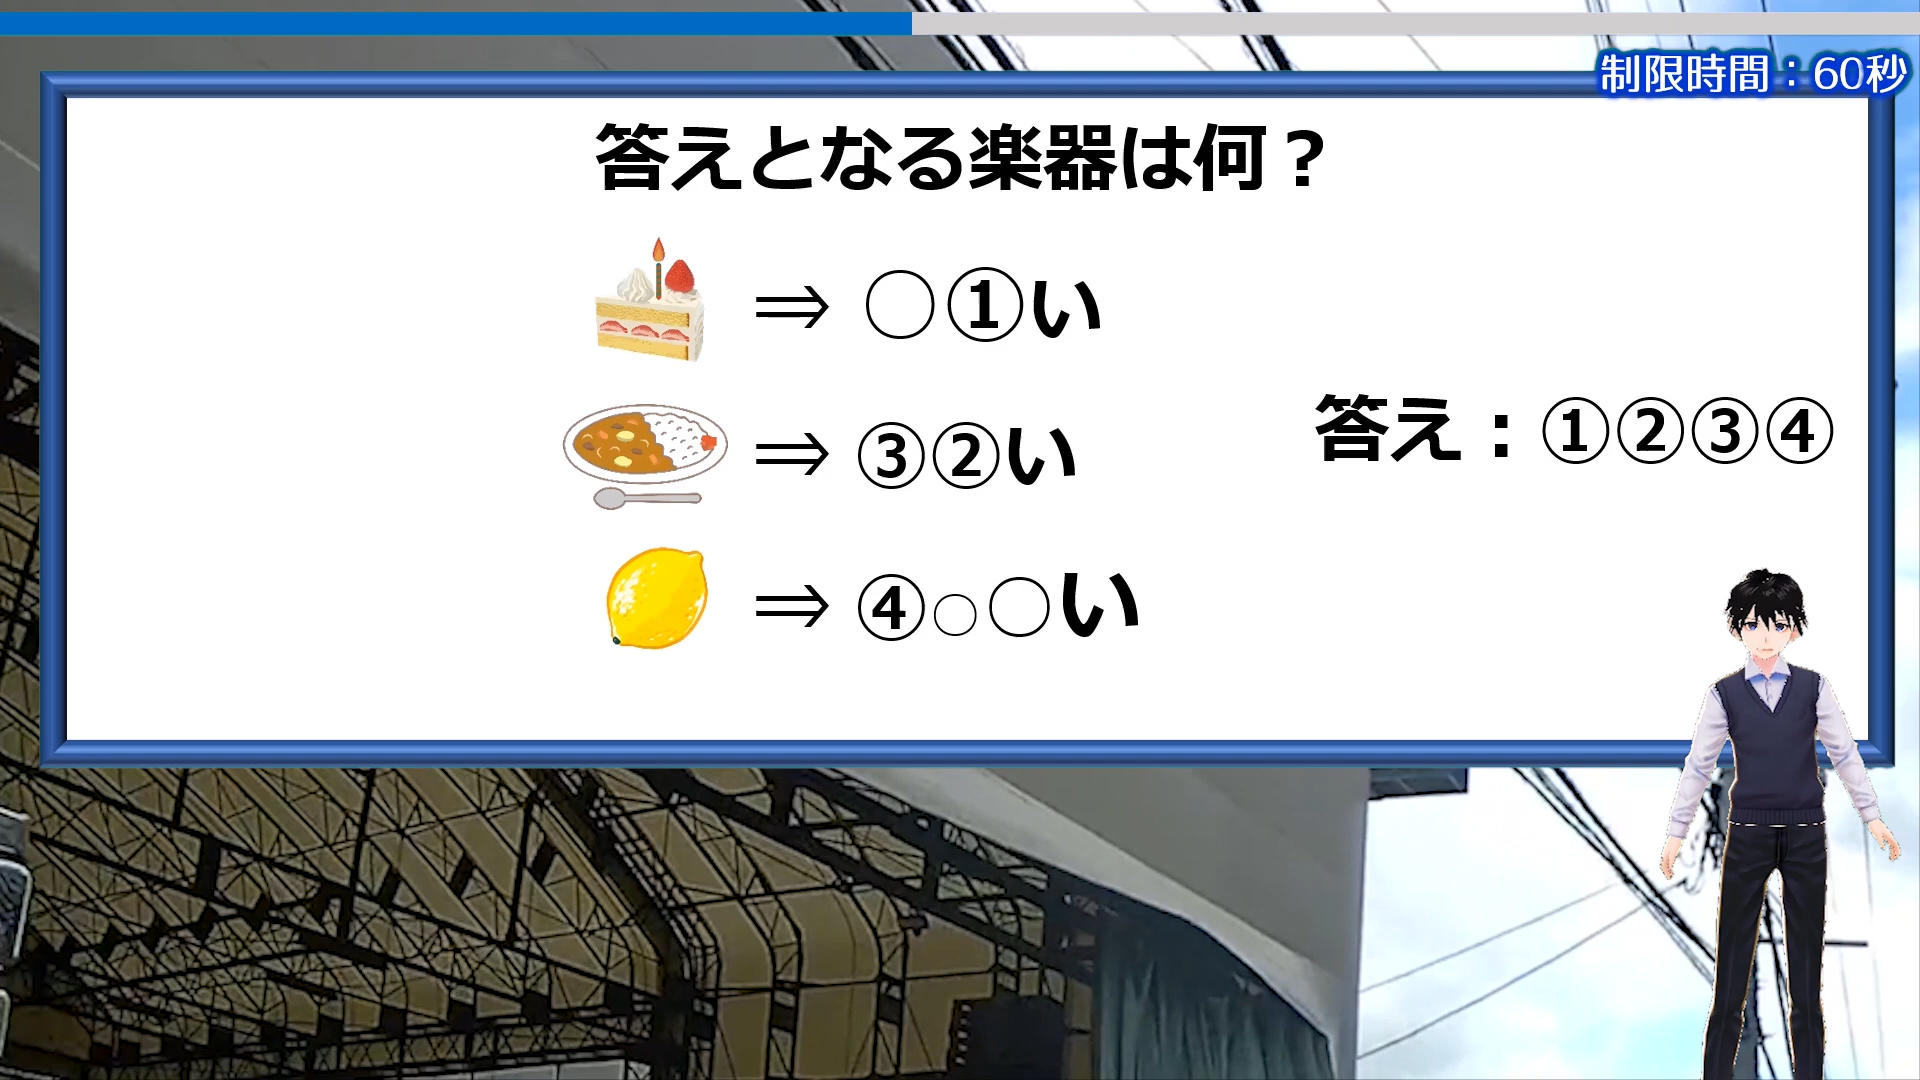 制限時間：60秒
答えとなる楽器は何？
⇒ ○①い
⇒ ③②い
答え：①②③④
⇒ ④○○い